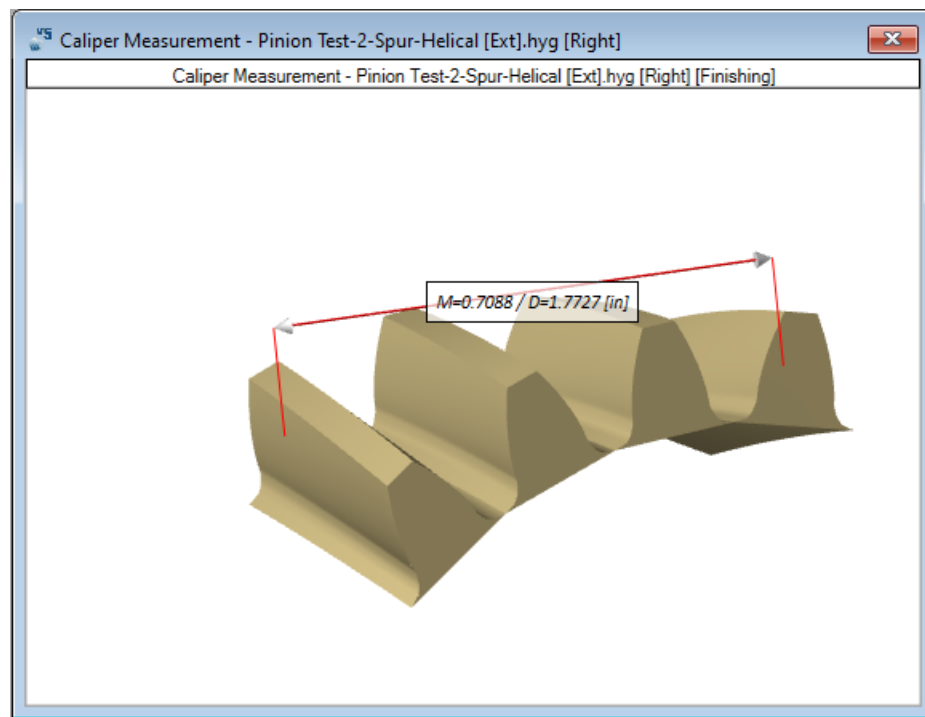 Caliper Measurement - Pinion Test-2-Spur-Helical [Ext].hyg [Right]
Caliper Measurement - Pinion Test-2-Spur-Helical [Ext].hyg [Right] [Finishing]
M=0.7088 / D=1.7727 [in]